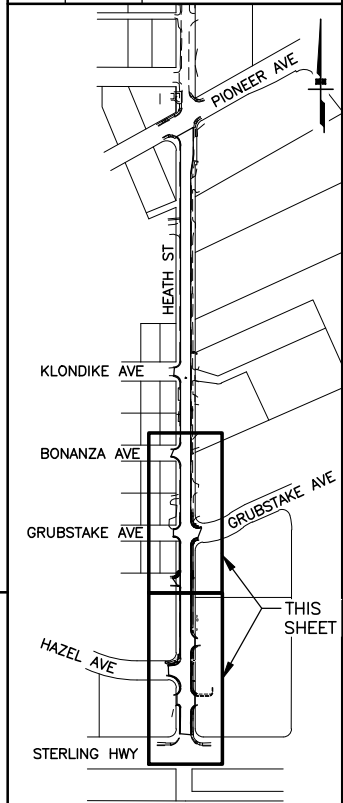 PIONEER AVE
HEATH ST
KLONDIKE AVE
BONANZA AVE
GRUBSTAKE AVE
GRUBSTAKE AVE
THIS
SHEET
HAZEL AVE
STERLING HWY